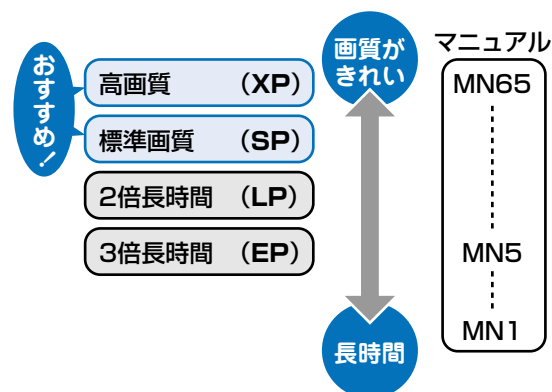 おすすめ!
高画質 (XP)
標準画質 (SP)
2倍長時間 (LP)
3倍長時間 (EP)
画質が
きれい
長時間
マニュアル
MN65
MN5
MN1